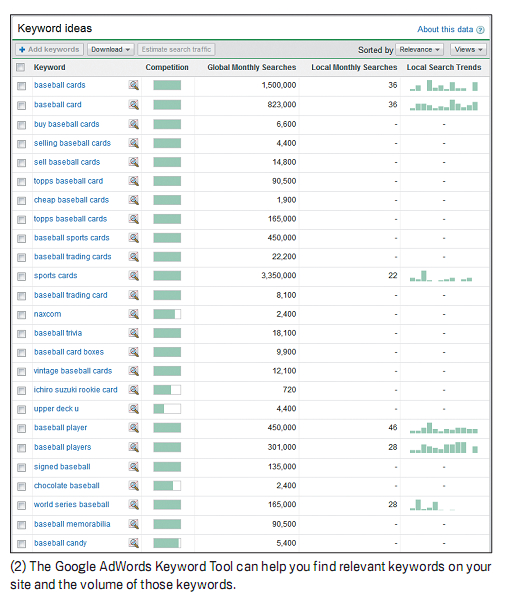 Keyword ideas About this data ?
+ Add keywords Download Estimate search traffic Sorted by Relevance Views
Keyword Competition Global Monthly Searches Local Monthly Searches Local Search Trends
baseball cards 1,500,000 36
baseball card 823,000 36
buy baseball cards 6,600 - -
selling baseball cards 4,400 - -
sell baseball cards 14,800 - -
topps baseball card 90,500 - -
cheap baseball cards 1,900 - -
topps baseball cards 165,000 - -
baseball sports cards 450,000 - -
baseball trading cards 22,200 - -
sports cards 3,350,000 22
baseball trading card 8,100 - -
naxcom 2,400 - -
baseball trivia 18,100 - -
baseball card boxes 9,900 - -
vintage baseball cards 12,100 - -
ichiro suzuki rookie card 720 - -
upper deck u 4,400 - -
baseball player 450,000 46
baseball players 301,000 28
signed baseball 135,000 - -
chocolate baseball 2,400 - -
world series baseball 165,000 28
baseball memorabilia 90,500 - -
baseball candy 5,400 - -
(2) The Google AdWords Keyword Tool can help you find relevant keywords on your
site and the volume of those keywords.